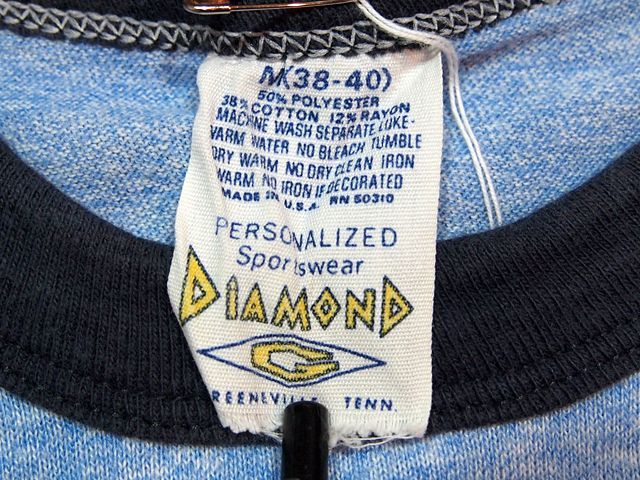 M(38-40)
50% POLYESTER
38% COTTON 12% RAYON
MACHINE WASH SEPARATE LUKE-
WARM WATER NO BLEACH TUMBLE
DRY WARM NO DRY CLEAN IRON
WARM NO IRON IF DECORATED
MADE IN U.S.A. RN 50310
PERSONALIZED
Sportswear
DIAMOND
G
REENEVILLE TENN.